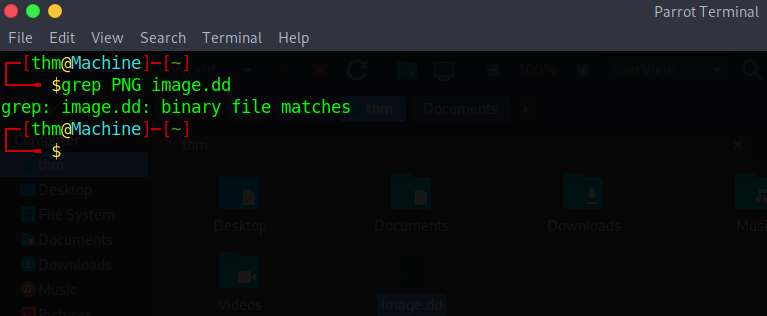 Parrot Terminal
File Edit View Search Terminal Help
┌─[thm@Machine]─[~]
└──╼ $grep PNG image.dd
grep: image.dd: binary file matches
┌─[thm@Machine]─[~]
└──╼ $
100%
Icon View
thm
Documents
Computer
thm
thm
Desktop
File System
Documents
Downloads
Music
Pictures
Desktop
Documents
Downloads
Videos
image.dd